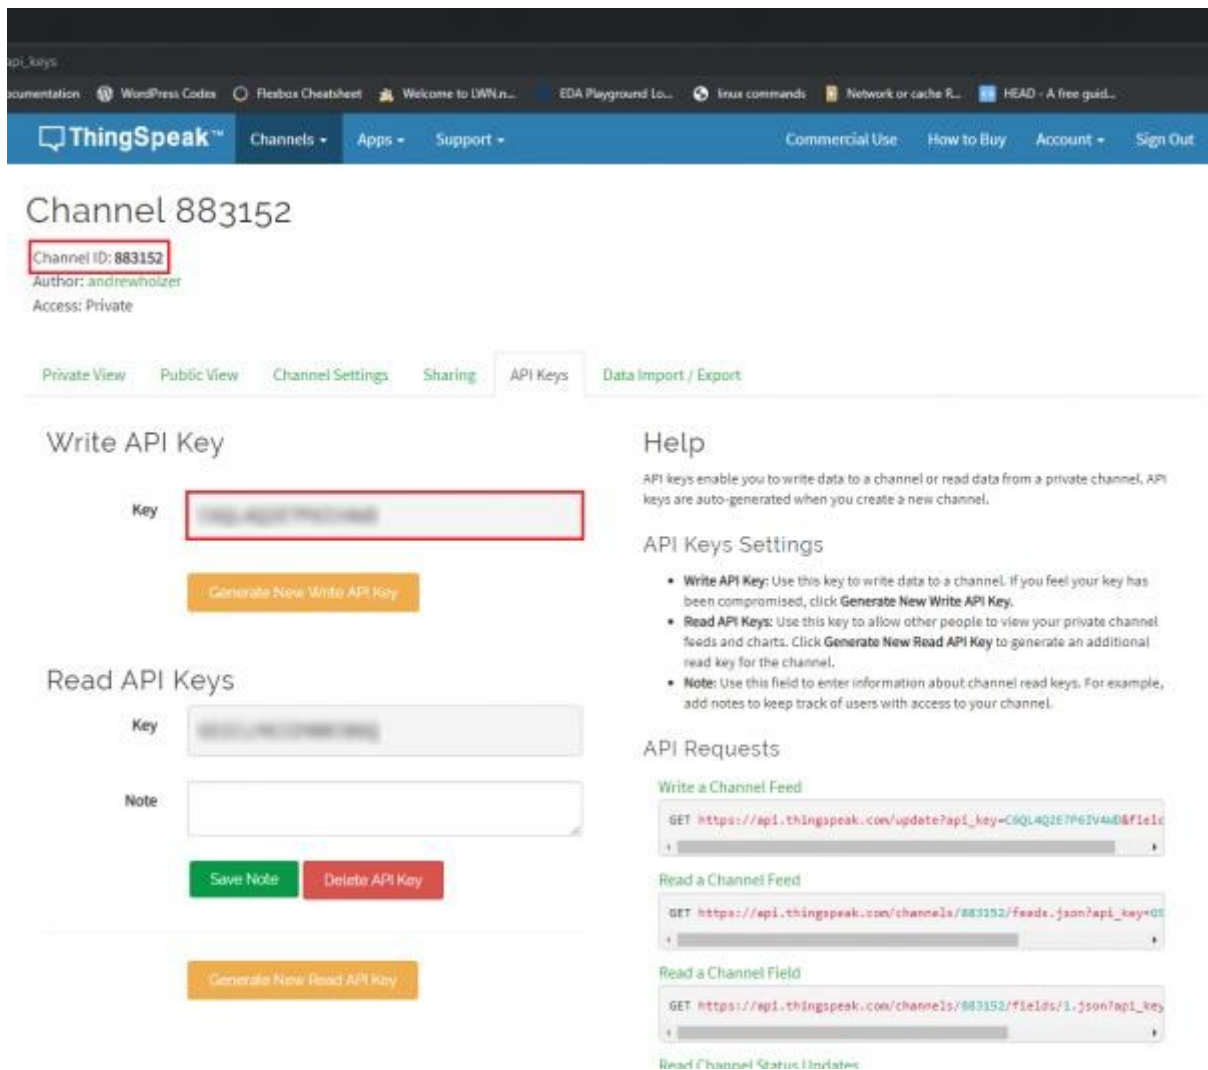 api_keys
ocumentation WordPress Codex Flexbox Cheatsheet Welcome to LWN.n... EDA Playground Lo... linux commands Network or cache R... HEAD - A free guid...
ThingSpeak™ Channels Apps Support Commercial Use How to Buy Account Sign Out
Channel 883152
Channel ID: 883152
Author: andrewholzer
Access: Private
Private View Public View Channel Settings Sharing API Keys Data Import / Export
Write API Key
Key
Generate New Write API Key
Read API Keys
Key
Note
Save Note Delete API Key
Generate New Read API Key
Help
API keys enable you to write data to a channel or read data from a private channel. API
keys are auto-generated when you create a new channel.
API Keys Settings
• Write API Key: Use this key to write data to a channel. If you feel your key has
been compromised, click Generate New Write API Key.
• Read API Keys: Use this key to allow other people to view your private channel
feeds and charts. Click Generate New Read API Key to generate an additional
read key for the channel.
• Note: Use this field to enter information about channel read keys. For example,
add notes to keep track of users with access to your channel.
API Requests
Write a Channel Feed
GET https://api.thingspeak.com/update?api_key=
Read a Channel Feed
GET https://api.thingspeak.com/channels/883152/feeds.json?api_key=
Read a Channel Field
GET https://api.thingspeak.com/channels/883152/fields/1.json?api_key
Read Channel Status Updates